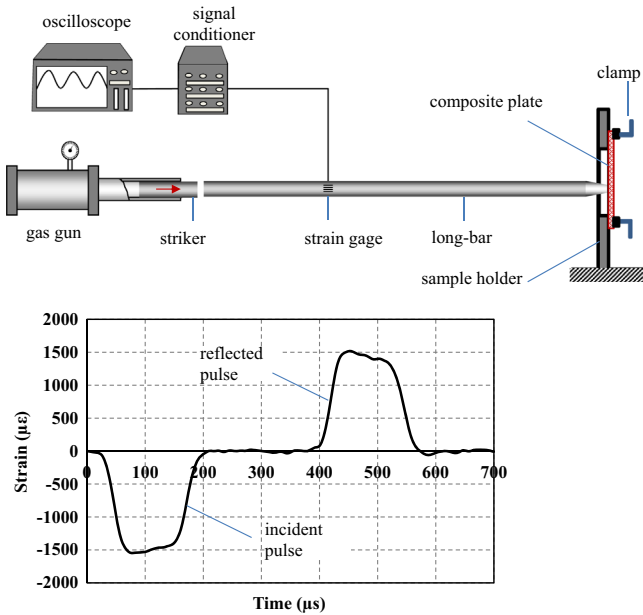 oscilloscope
signal
conditioner
clamp
composite plate
gas gun
striker
strain gage
long-bar
sample holder
2000
1500
1000
500
0
-500
-1000
-1500
-2000
Strain (με)
reflected
pulse
incident
pulse
0 100 200 300 400 500 600 700
Time (μs)